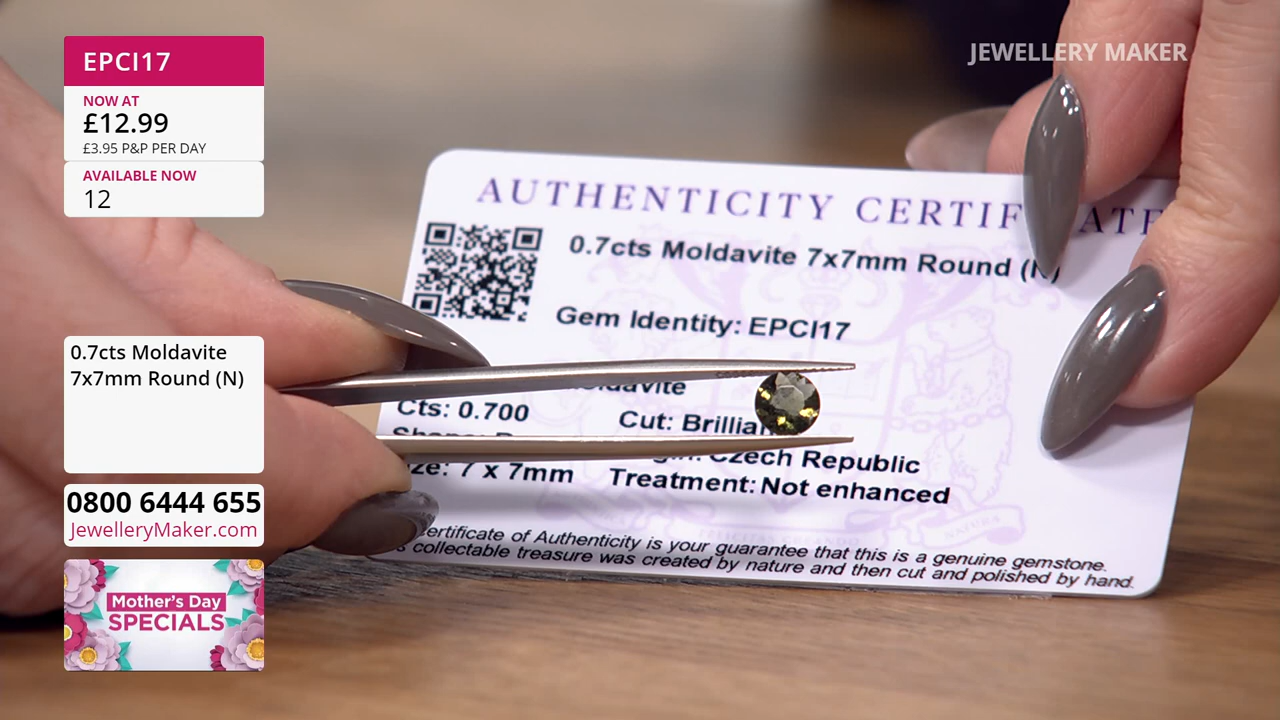 EPCI17
NOW AT
£12.99
£3.95 P&P PER DAY
AVAILABLE NOW
12
0.7cts Moldavite
7x7mm Round (N)
0800 6444 655
JewelleryMaker.com
Mother's Day
SPECIALS
JEWELLERY MAKER
AUTHENTICITY
0.7cts Moldavite 7x7mm Round (N)
Gem Identity: EPCI17
Cts: 0.700 Cut:
Czech Republic
7 x 7mm Treatment: Not enhanced
of Authenticity is your guarantee that this is a genuine gemstone.
collectable treasure was created by nature and then cut and polished by hand.